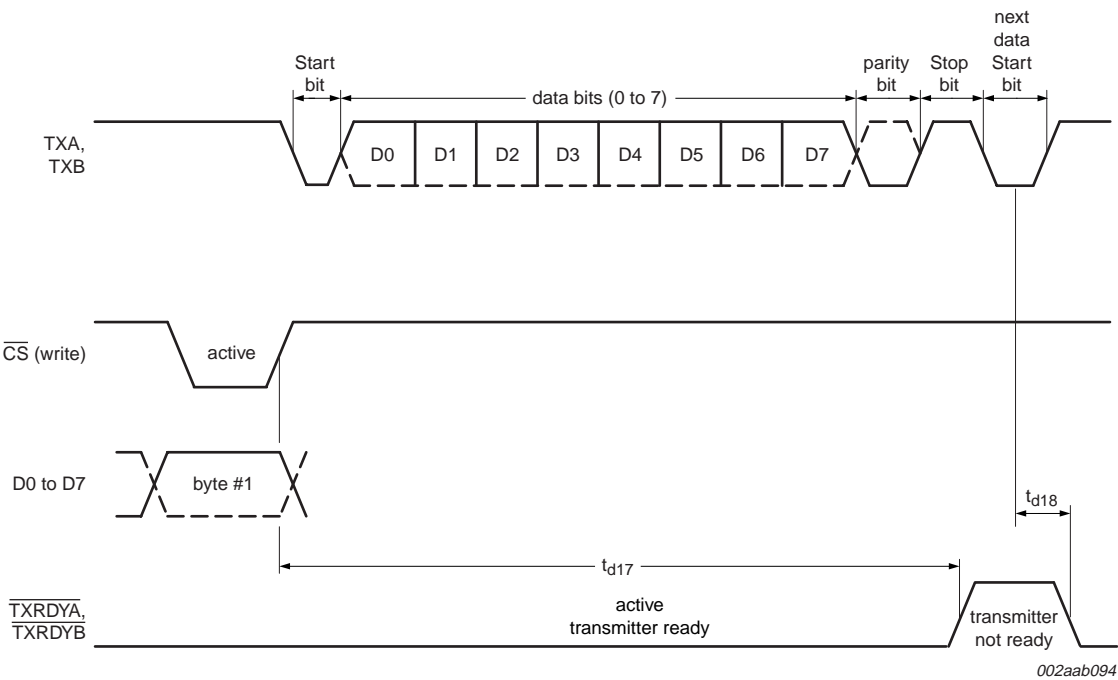 next
data
Start
bit
Start
bit
parity
bit
Stop
bit
data bits (0 to 7)
TXA,
TXB
D0 D1 D2 D3 D4 D5 D6 D7
CS (write)
active
D0 to D7
byte #1
td18
td17
TXRDYA,
TXRDYB
active
transmitter ready
transmitter
not ready
002aab094